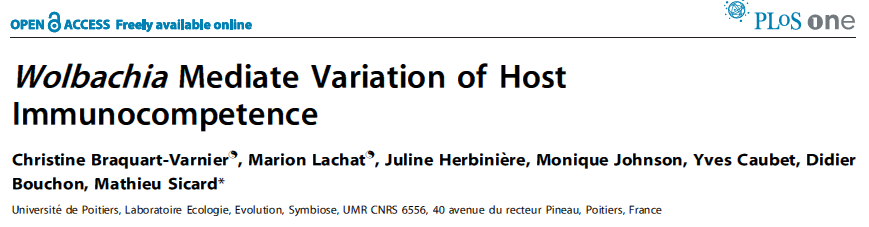 OPEN ACCESS Freely available online
PLoS one
Wolbachia Mediate Variation of Host
Immunocompetence
Christine Braquart-Varnier, Marion Lachat, Juline Herbinière, Monique Johnson, Yves Caubet, Didier
Bouchon, Mathieu Sicard*
Université de Poitiers, Laboratoire Ecologie, Evolution, Symbiose, UMR CNRS 6556, 40 avenue du recteur Pineau, Poitiers, France